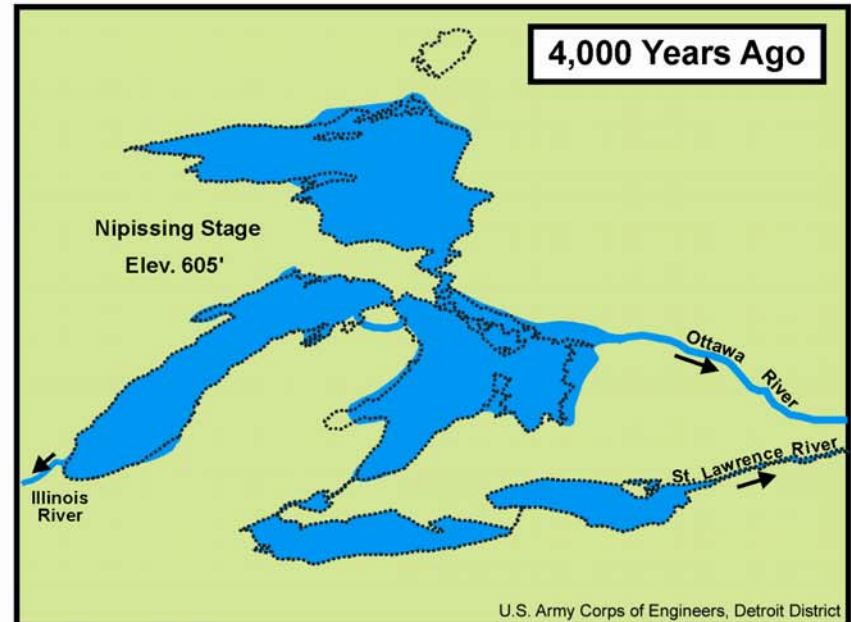 4,000 Years Ago
Nipissing Stage
Elev. 605'
Ottawa River
St. Lawrence River
Illinois
River
U.S. Army Corps of Engineers, Detroit District